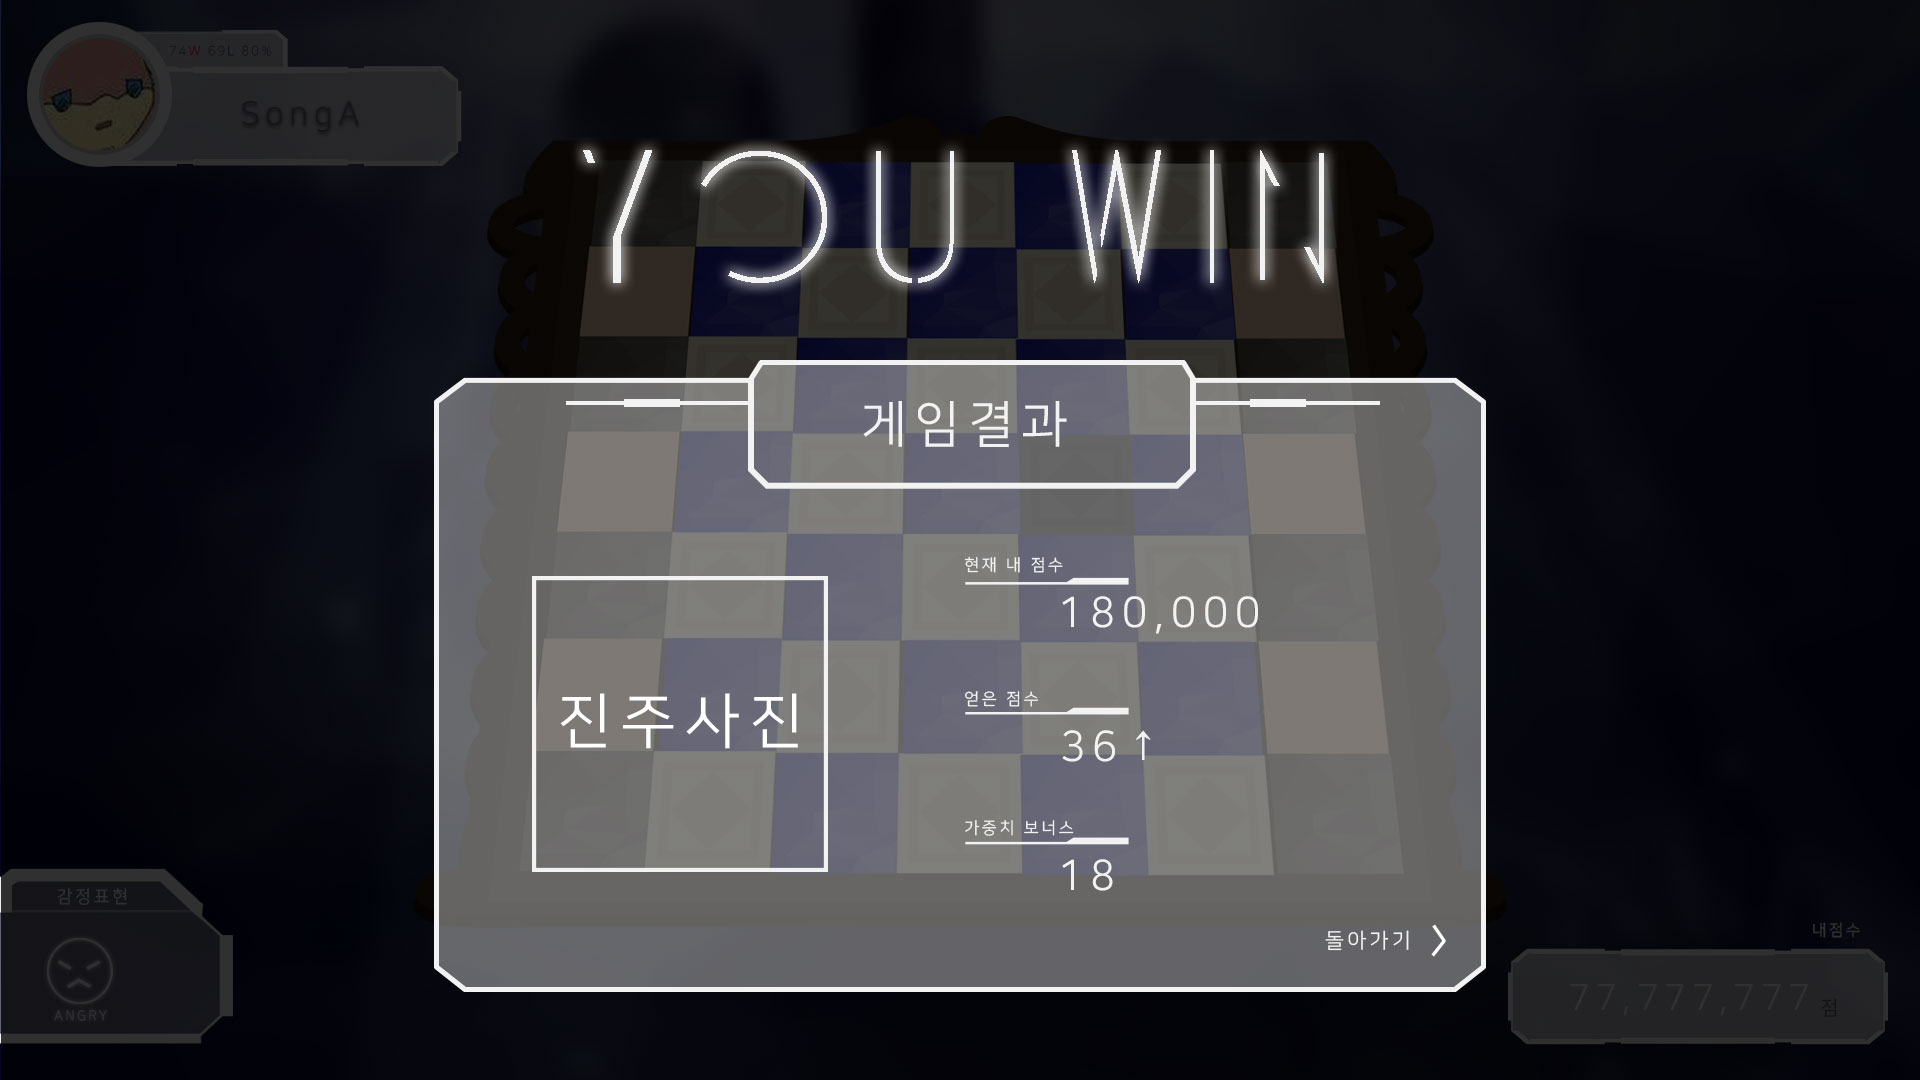 74W 69L 80%
SongA
YOU WIN
게임결과
현재 내 점수
180,000
얻은 점수
36 ↑
진주사진
가중치 보너스
18
돌아가기
감정표현
ANGRY
내점수
77,777,777 점